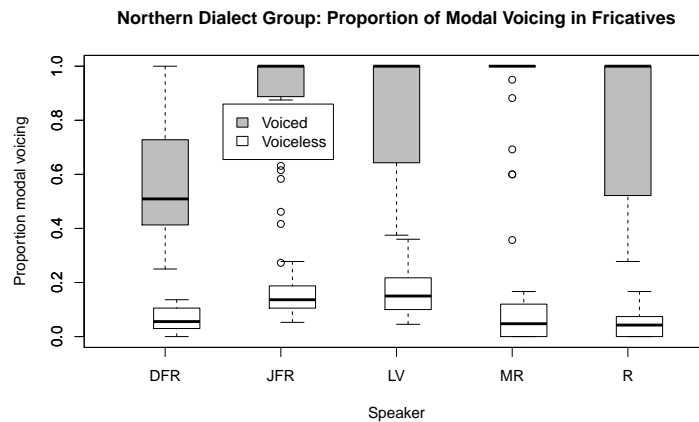 Northern Dialect Group: Proportion of Modal Voicing in Fricatives
Proportion modal voicing
1.0
0.8
0.6
0.4
0.2
0.0
Voiced
Voiceless
DFR JFR LV MR R
Speaker